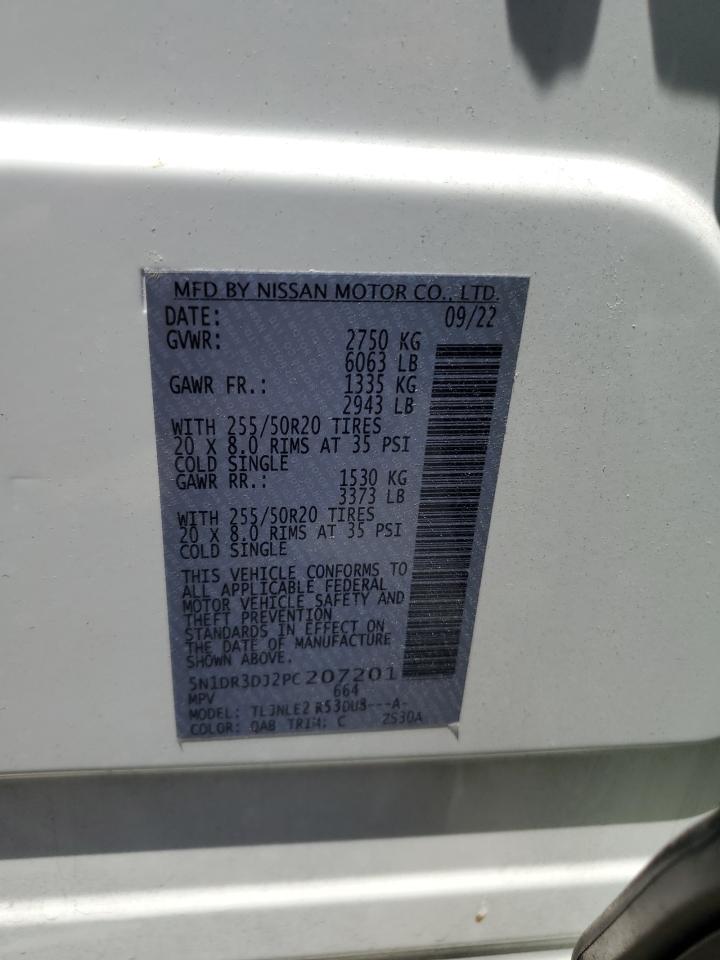 MFD BY NISSAN MOTOR CO., LTD.
DATE: 09/22
GVWR: 2750 KG
6063 LB
GAWR FR.: 1335 KG
2943 LB
WITH 255/50R20 TIRES
20 X 8.0 RIMS AT 35 PSI
COLD SINGLE
GAWR RR.: 1530 KG
3373 LB
WITH 255/50R20 TIRES
20 X 8.0 RIMS AT 35 PSI
COLD SINGLE
THIS VEHICLE CONFORMS TO
ALL APPLICABLE FEDERAL
MOTOR VEHICLE SAFETY AND
THEFT PREVENTION
STANDARDS IN EFFECT ON
THE DATE OF MANUFACTURE
SHOWN ABOVE.
5N1DR3DJ2PC207201
MPV 664
MODEL: TLJNLE2 R53DUS---A-
COLOR: QAB TRIM: C ZS30A